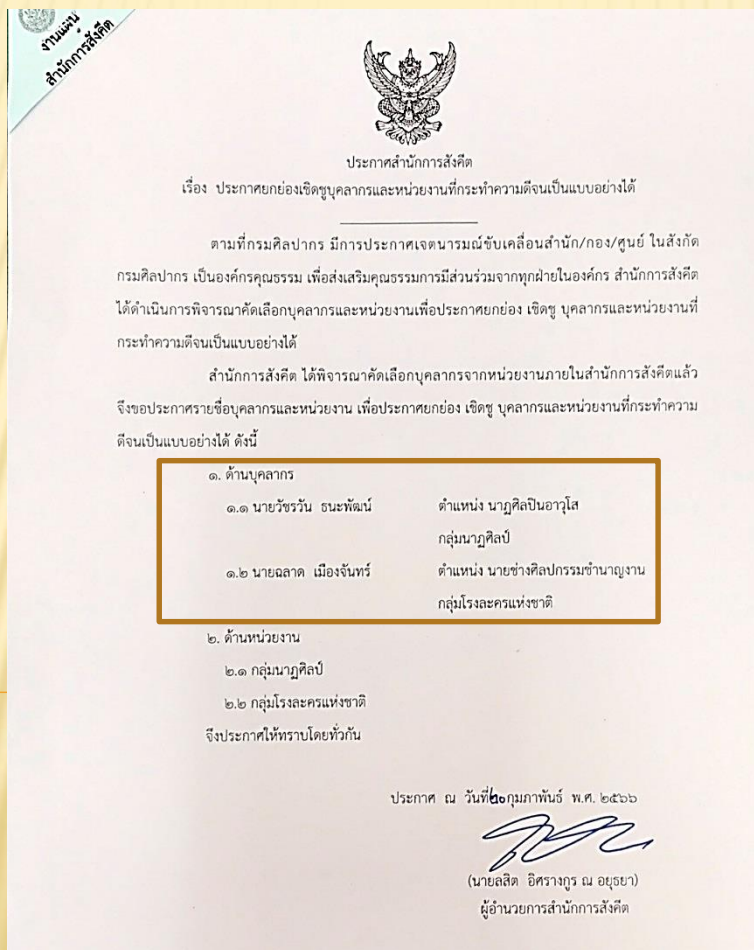 งานแผน
สำนักการสังคีต
ประกาศสำนักการสังคีต
เรื่อง ประกาศยกย่องเชิดชูบุคลากรและหน่วยงานที่กระทำความดีจนเป็นแบบอย่างได้
ตามที่กรมศิลปากร มีการประกาศเจตนารมณ์ขับเคลื่อนสำนัก/กอง/ศูนย์ ในสังกัด
กรมศิลปากร เป็นองค์กรคุณธรรม เพื่อส่งเสริมคุณธรรมการมีส่วนร่วมจากทุกฝ่ายในองค์กร สำนักการสังคีต
ได้ดำเนินการพิจารณาคัดเลือกบุคลากรและหน่วยงานเพื่อประกาศยกย่อง เชิดชู บุคลากรและหน่วยงานที่
กระทำความดีจนเป็นแบบอย่างได้
สำนักการสังคีต ได้พิจารณาคัดเลือกบุคลากรจากหน่วยงานภายในสำนักการสังคีตแล้ว
จึงขอประกาศรายชื่อบุคลากรและหน่วยงาน เพื่อประกาศยกย่อง เชิดชู บุคลากรและหน่วยงานที่กระทำความ
ดีจนเป็นแบบอย่างได้ ดังนี้
๑. ด้านบุคลากร
๑.๑ นายวัชรวัน ธนะพัฒน์ ตำแหน่ง นาฏศิลปินอาวุโส
กลุ่มนาฏศิลป์
๑.๒ นายฉลาด เมืองจันทร์ ตำแหน่ง นายช่างศิลปกรรมชำนาญงาน
กลุ่มโรงละครแห่งชาติ
๒. ด้านหน่วยงาน
๒.๑ กลุ่มนาฏศิลป์
๒.๒ กลุ่มโรงละครแห่งชาติ
จึงประกาศให้ทราบโดยทั่วกัน
ประกาศ ณ วันที่ ๒๐ กุมภาพันธ์ พ.ศ. ๒๕๖๖
(นายลสิต อิศรางกูร ณ อยุธยา)
ผู้อำนวยการสำนักการสังคีต